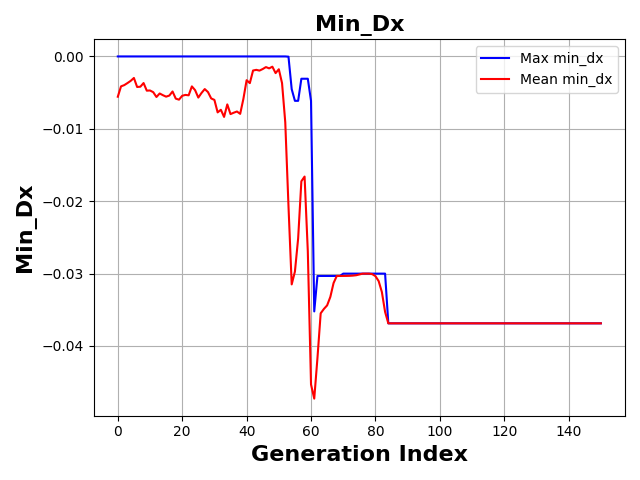 Min_Dx
Max min_dx
Mean min_dx
0.00
−0.01
−0.02
−0.03
−0.04
Min_Dx
0 20 40 60 80 100 120 140
Generation Index